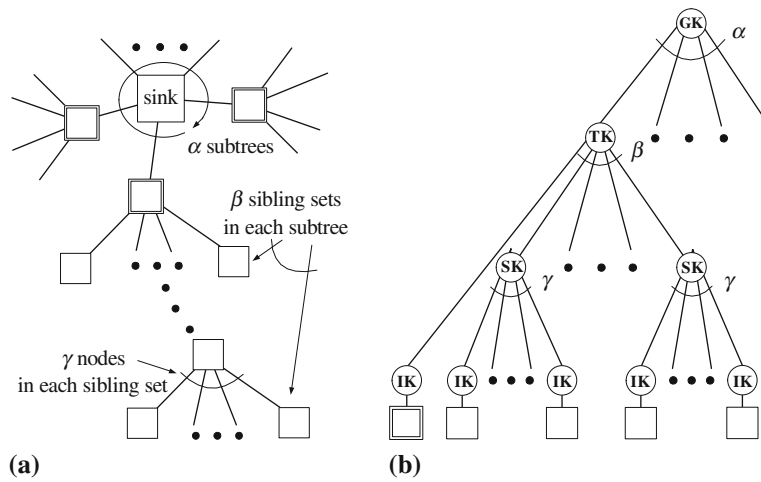 sink
α subtrees
β sibling sets
in each subtree
γ nodes
in each sibling set
(a)
GK
α
TK
β
SK
γ
SK
γ
IK
IK
IK
IK
IK
(b)